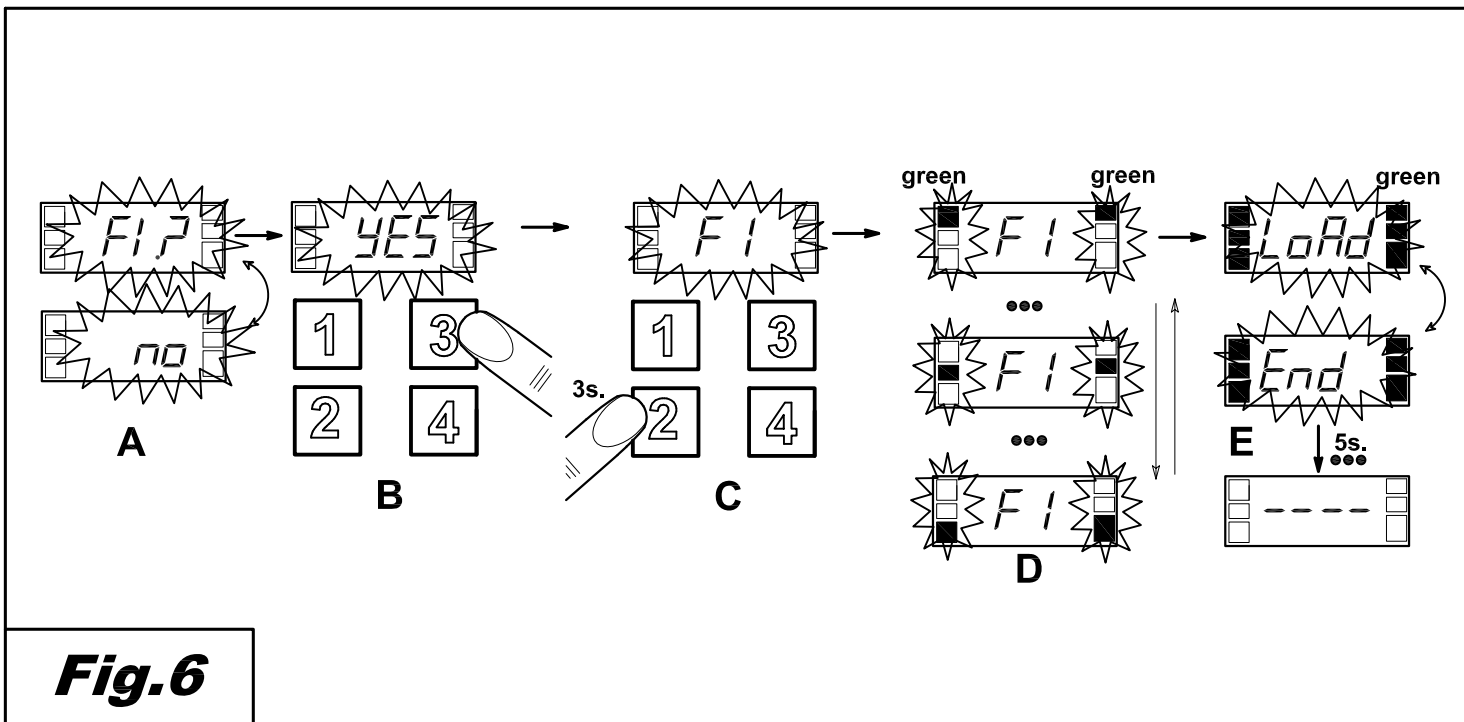 green
green
green
F1.?
YES
F1
F1
LoAd
no
1
3
1
3
F1
End
2
4
3s.
2
4
A
B
C
E
5s.
F1
----
D
Fig.6